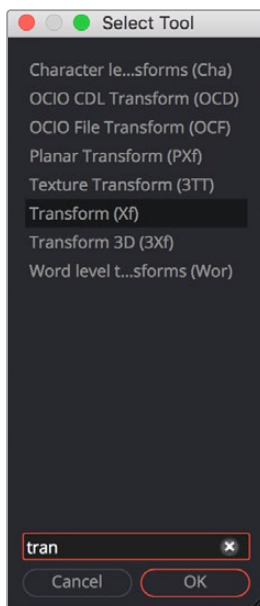 Select Tool
Character le...sforms (Cha)
OCIO CDL Transform (OCD)
OCIO File Transform (OCF)
Planar Transform (PXf)
Texture Transform (3TT)
Transform (Xf)
Transform 3D (3Xf)
Word level t...sforms (Wor)
tran
Cancel OK